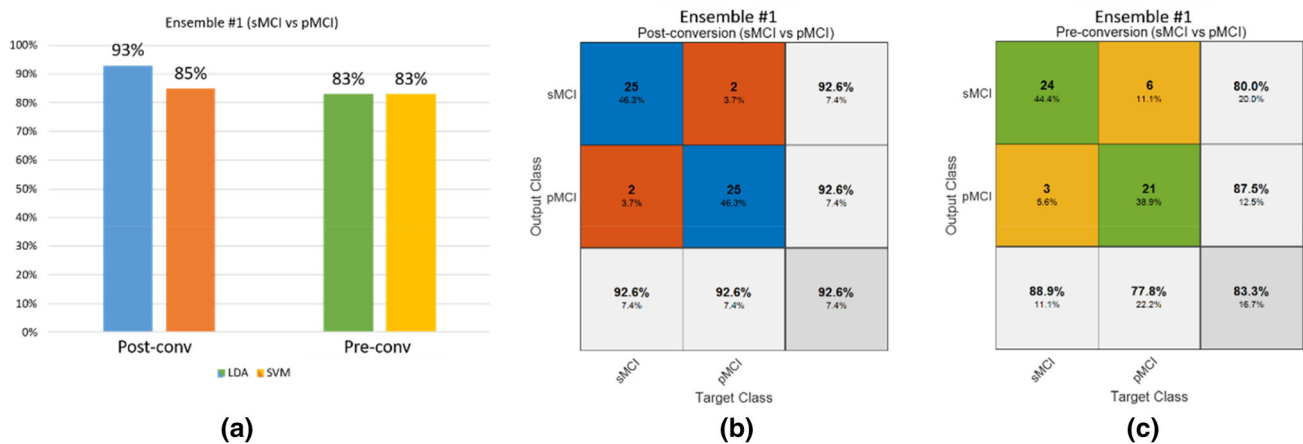 Ensemble #1 (sMCI vs pMCI)
100%
90%
80%
70%
60%
50%
40%
30%
20%
10%
0%
93%
85%
83%
83%
Post-conv
Pre-conv
LDA SVM
(a)
Ensemble #1
Post-conversion (sMCI vs pMCI)
Output Class
sMCI
25
46.3%
2
3.7%
92.6%
7.4%
pMCI
2
3.7%
25
46.3%
92.6%
7.4%
92.6%
7.4%
92.6%
7.4%
92.6%
7.4%
sMCI
pMCI
Target Class
(b)
Ensemble #1
Pre-conversion (sMCI vs pMCI)
Output Class
sMCI
24
44.4%
6
11.1%
80.0%
20.0%
pMCI
3
5.6%
21
38.9%
87.5%
12.5%
88.9%
11.1%
77.8%
22.2%
83.3%
16.7%
sMCI
pMCI
Target Class
(c)